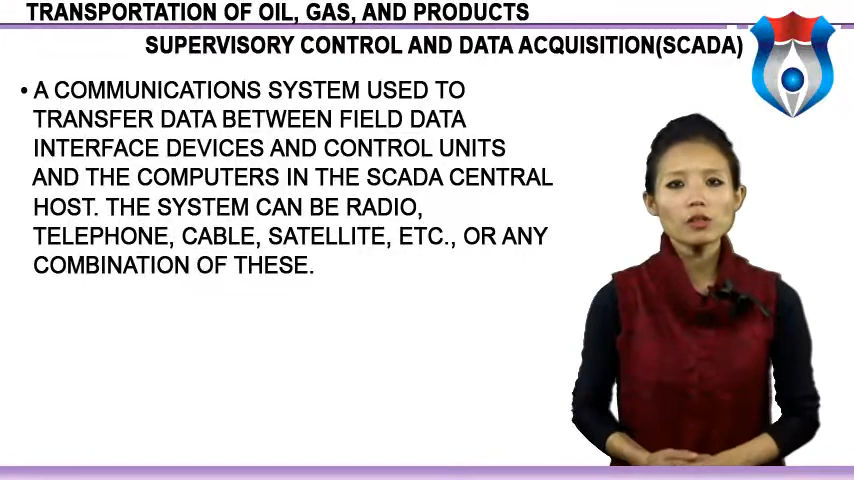 TRANSPORTATION OF OIL, GAS, AND PRODUCTS
SUPERVISORY CONTROL AND DATA ACQUISITION(SCADA)
• A COMMUNICATIONS SYSTEM USED TO
TRANSFER DATA BETWEEN FIELD DATA
INTERFACE DEVICES AND CONTROL UNITS
AND THE COMPUTERS IN THE SCADA CENTRAL
HOST. THE SYSTEM CAN BE RADIO,
TELEPHONE, CABLE, SATELLITE, ETC., OR ANY
COMBINATION OF THESE.